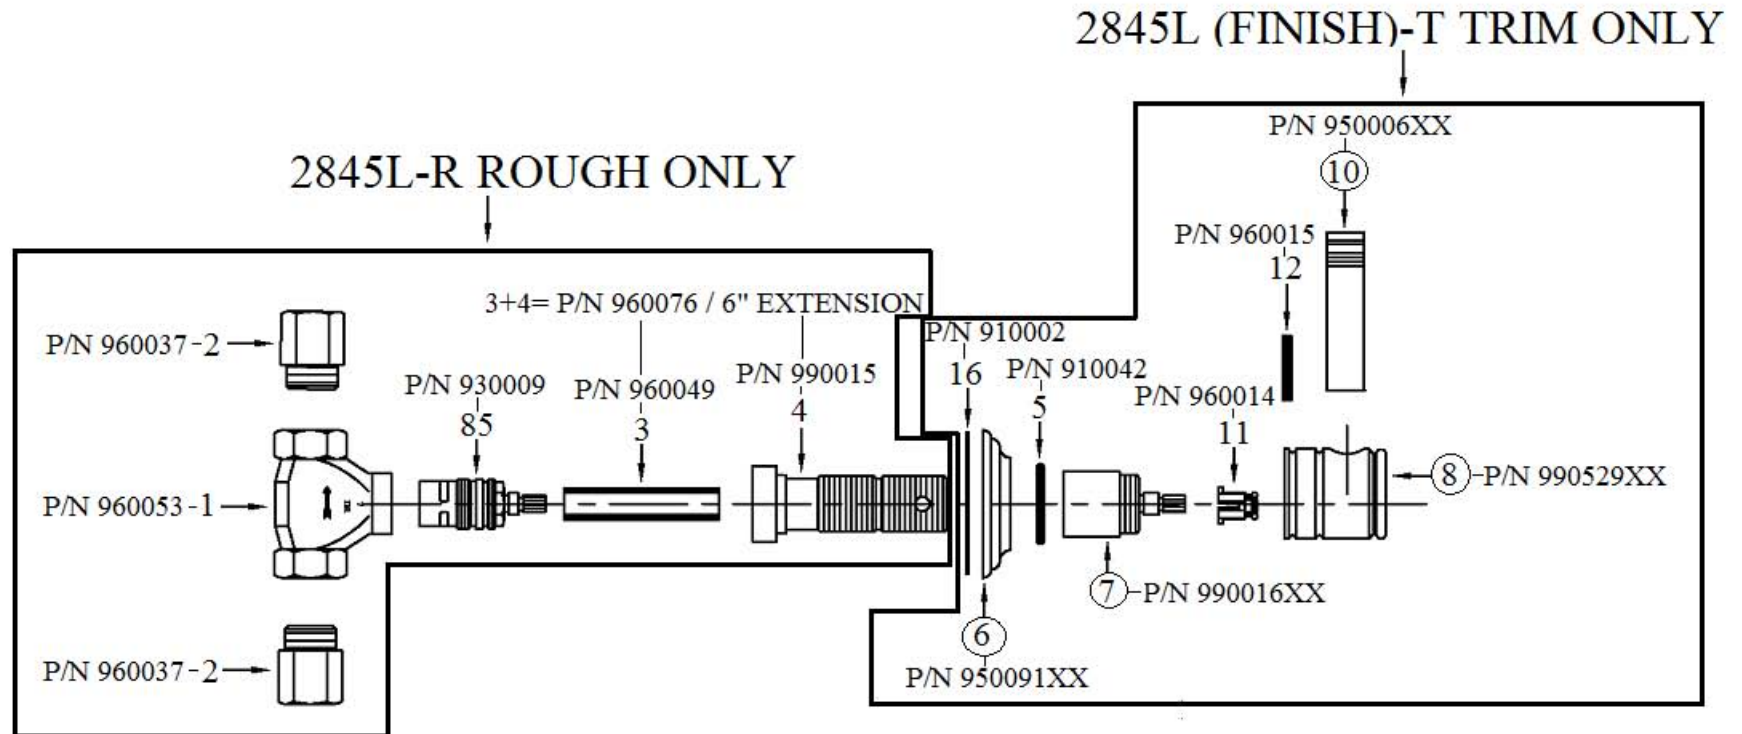 2845L (FINISH)-T TRIM ONLY
P/N 950006XX
10
2845L-R ROUGH ONLY
P/N 960015
12
3+4= P/N 960076 / 6" EXTENSION
P/N 960037-2
P/N 910002
16
P/N 910042
5
P/N 930009
85
P/N 960049
3
P/N 990015
4
P/N 960014
11
8-P/N 990529XX
P/N 960053-1
7-P/N 990016XX
6
P/N 950091XX
P/N 960037-2